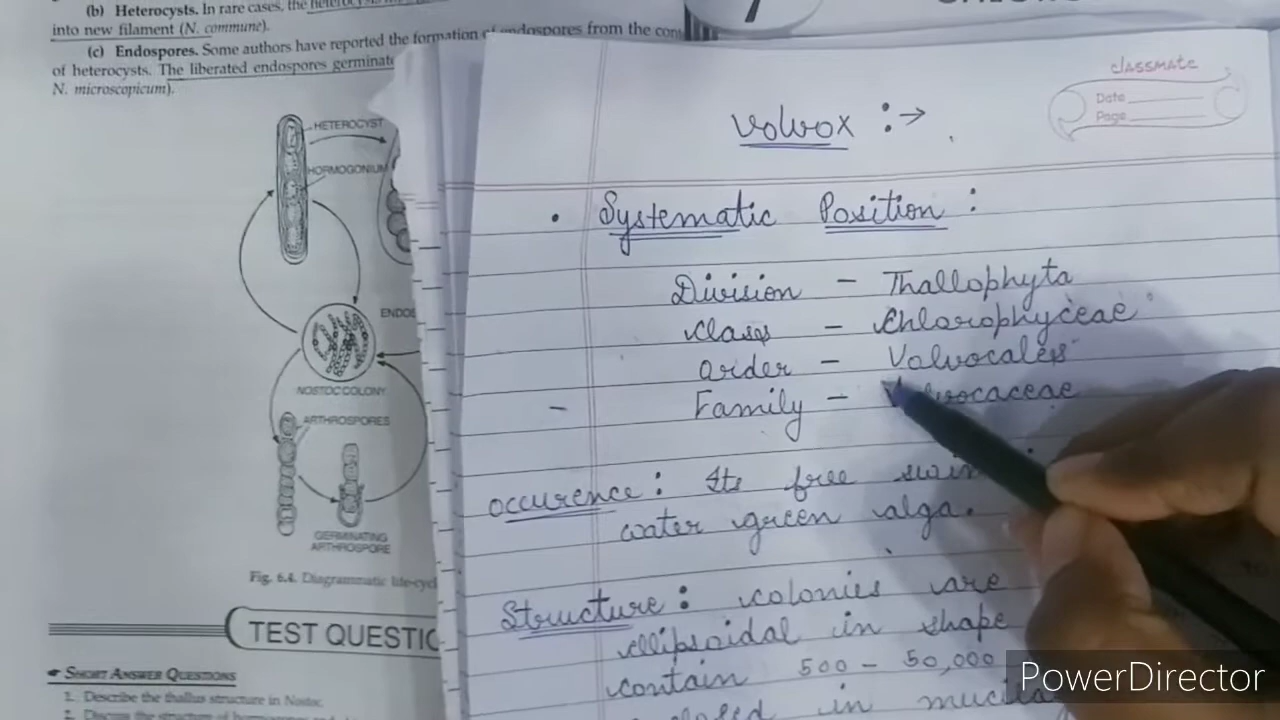 (b) Heterocysts. In rare cases, the
into new filament (N. commune).
(c) Endospores. Some authors have reported the formation of endospores from the
of heterocysts. The liberated endospores
N. microscopicum).
HETEROCYST
HORMOGONIUM
NOSTOC COLONY
ARTHROSPORES
GERMINATING
ARTHROSPORE
Fig. 6.4. Diagrammatic
TEST
SHORT ANSWER QUESTIONS
1. Describe the thallus structure in Nostoc.
7
classmate
Date
Page
Volvox :→
• Systematic Position :
Division - Thallophyta
Class - Chlorophyceae
Order - Volvocales
- Family -
occurence : Its free
water green alga.
Structure : colonies are
ellipsoidal in shape
contain 500 - 50,000
in
PowerDirector